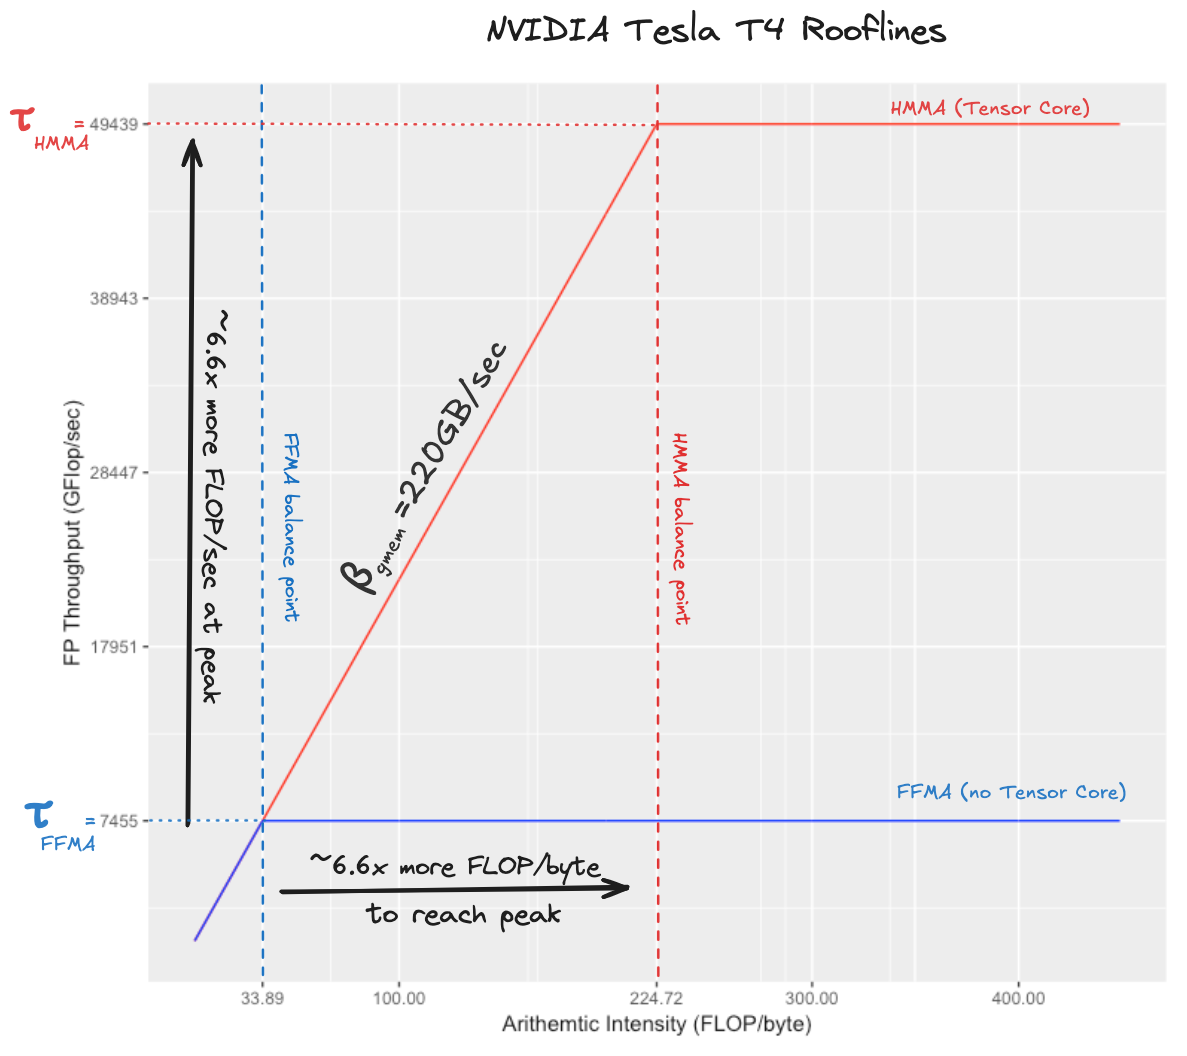 NVIDIA Tesla T4 Rooflines
τ HMMA = 49439
HMMA (Tensor Core)
38943
28447
17951
τ FFMA = 7455
FP Throughput (GFlop/sec)
~6.6x more FLOP/sec at peak
FFMA balance point
β gmem = 220GB/sec
HMMA balance point
FFMA (no Tensor Core)
~6.6x more FLOP/byte
to reach peak
33.89
100.00
224.72
300.00
400.00
Arithemtic Intensity (FLOP/byte)